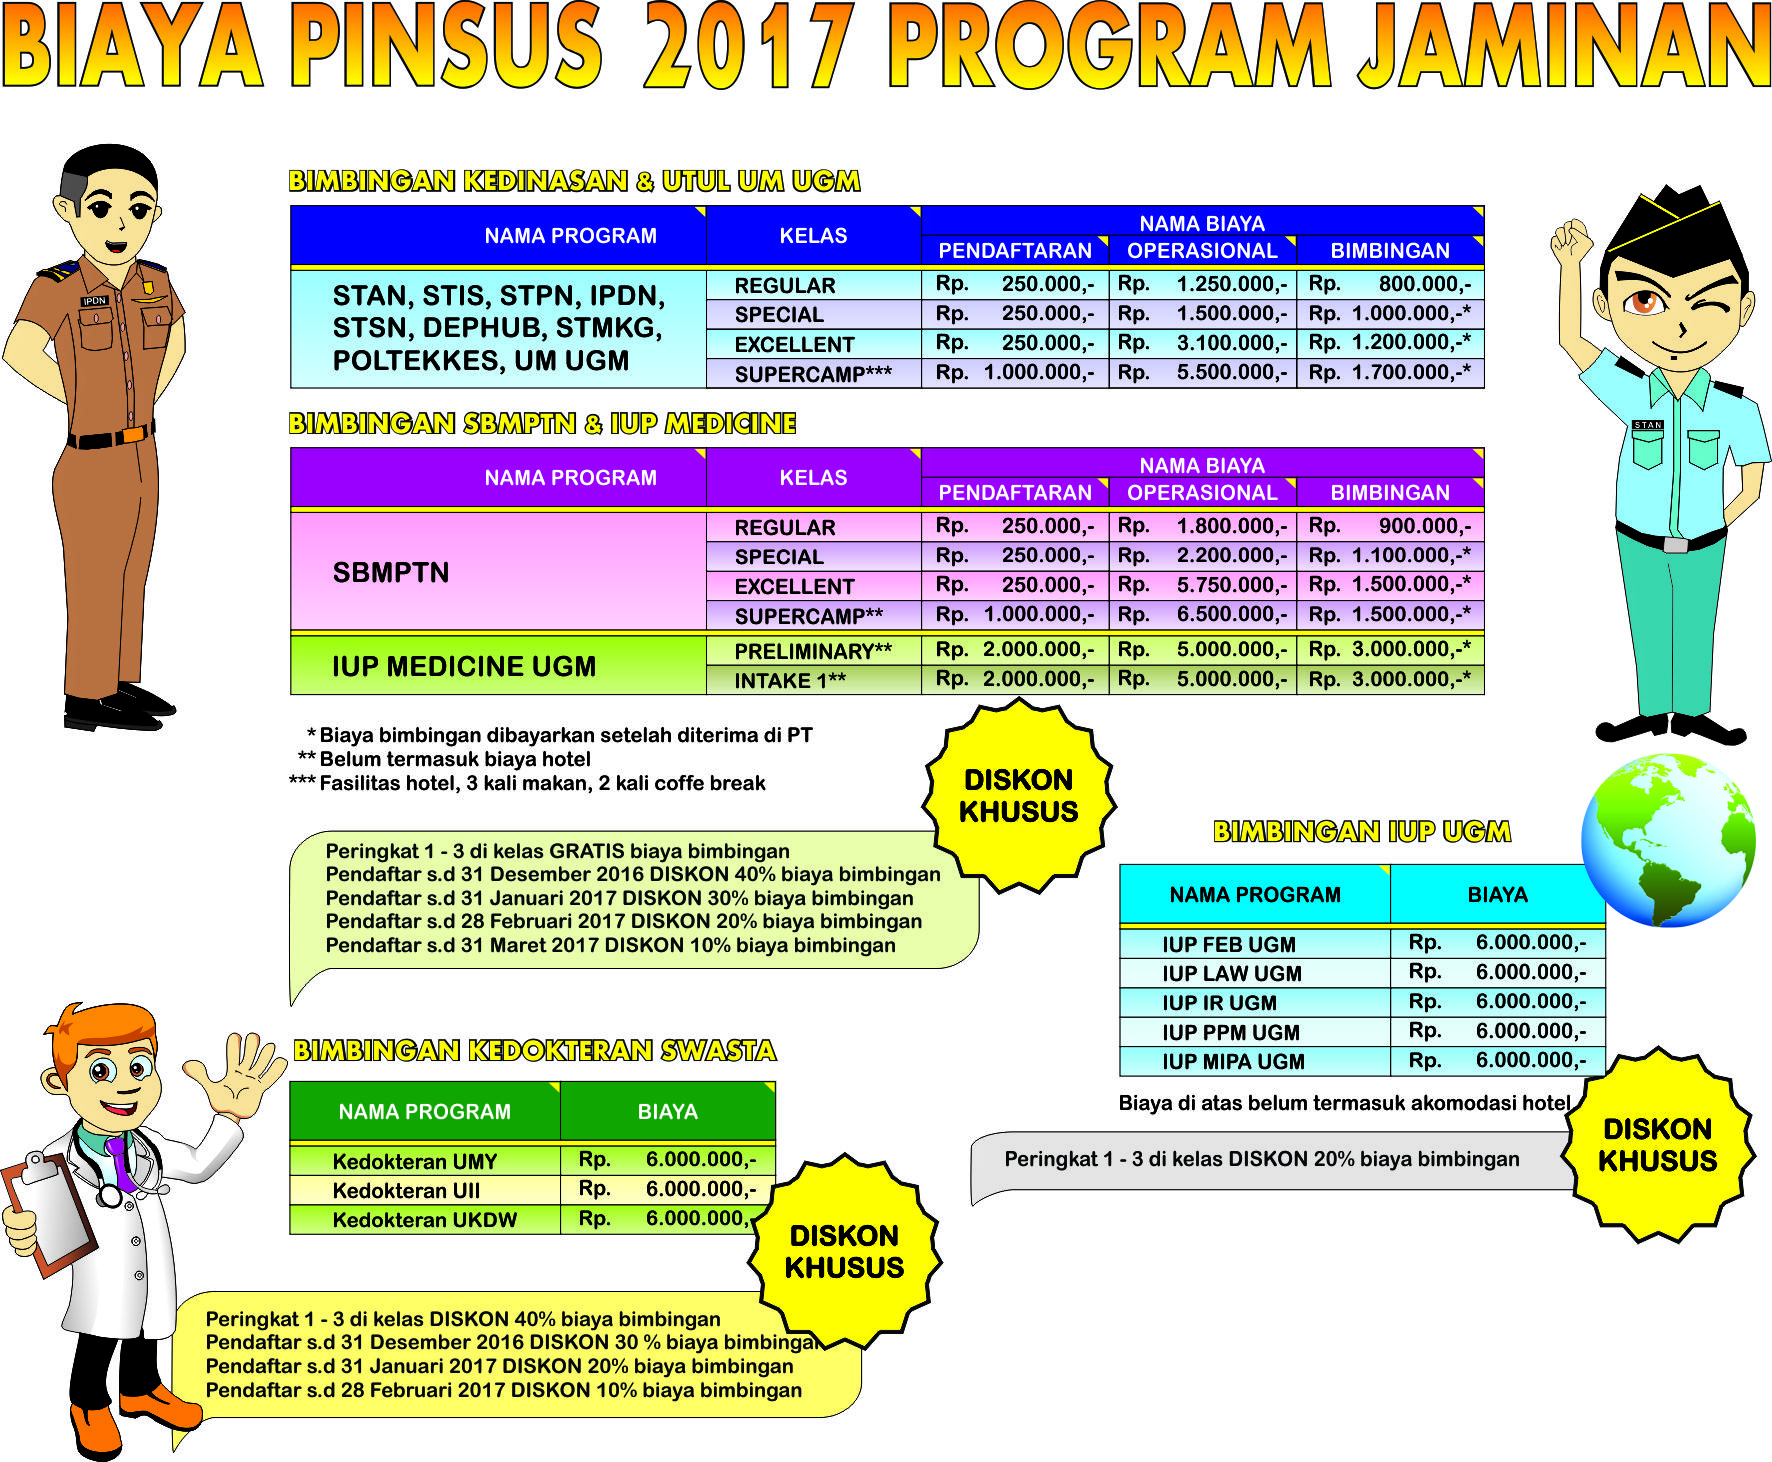 BIAYA PINSUS 2017 PROGRAM JAMINAN
BIMBINGAN KEDINASAN & UTUL UM UGM
NAMA PROGRAM KELAS NAMA BIAYA
PENDAFTARAN OPERASIONAL BIMBINGAN
STAN, STIS, STPN, IPDN,
STSN, DEPHUB, STMKG,
POLTEKKES, UM UGM
REGULAR Rp. 250.000,- Rp. 1.250.000,- Rp. 800.000,-
SPECIAL Rp. 250.000,- Rp. 1.500.000,- Rp. 1.000.000,-*
EXCELLENT Rp. 250.000,- Rp. 3.100.000,- Rp. 1.200.000,-*
SUPERCAMP*** Rp. 1.000.000,- Rp. 5.500.000,- Rp. 1.700.000,-*
IPDN
STAN
BIMBINGAN SBMPTN & IUP MEDICINE
NAMA PROGRAM KELAS NAMA BIAYA
PENDAFTARAN OPERASIONAL BIMBINGAN
SBMPTN
REGULAR Rp. 250.000,- Rp. 1.800.000,- Rp. 900.000,-
SPECIAL Rp. 250.000,- Rp. 2.200.000,- Rp. 1.100.000,-*
EXCELLENT Rp. 250.000,- Rp. 5.750.000,- Rp. 1.500.000,-*
SUPERCAMP** Rp. 1.000.000,- Rp. 6.500.000,- Rp. 1.500.000,-*
IUP MEDICINE UGM
PRELIMINARY** Rp. 2.000.000,- Rp. 5.000.000,- Rp. 3.000.000,-*
INTAKE 1** Rp. 2.000.000,- Rp. 5.000.000,- Rp. 3.000.000,-*
* Biaya bimbingan dibayarkan setelah diterima di PT
** Belum termasuk biaya hotel
*** Fasilitas hotel, 3 kali makan, 2 kali coffe break
DISKON
KHUSUS
Peringkat 1 - 3 di kelas GRATIS biaya bimbingan
Pendaftar s.d 31 Desember 2016 DISKON 40% biaya bimbingan
Pendaftar s.d 31 Januari 2017 DISKON 30% biaya bimbingan
Pendaftar s.d 28 Februari 2017 DISKON 20% biaya bimbingan
Pendaftar s.d 31 Maret 2017 DISKON 10% biaya bimbingan
BIMBINGAN IUP UGM
NAMA PROGRAM BIAYA
IUP FEB UGM Rp. 6.000.000,-
IUP LAW UGM Rp. 6.000.000,-
IUP IR UGM Rp. 6.000.000,-
IUP PPM UGM Rp. 6.000.000,-
IUP MIPA UGM Rp. 6.000.000,-
Biaya di atas belum termasuk akomodasi hotel
DISKON
KHUSUS
Peringkat 1 - 3 di kelas DISKON 20% biaya bimbingan
BIMBINGAN KEDOKTERAN SWASTA
NAMA PROGRAM BIAYA
Kedokteran UMY Rp. 6.000.000,-
Kedokteran UII Rp. 6.000.000,-
Kedokteran UKDW Rp. 6.000.000,-
DISKON
KHUSUS
Peringkat 1 - 3 di kelas DISKON 40% biaya bimbingan
Pendaftar s.d 31 Desember 2016 DISKON 30 % biaya bimbingan
Pendaftar s.d 31 Januari 2017 DISKON 20% biaya bimbingan
Pendaftar s.d 28 Februari 2017 DISKON 10% biaya bimbingan